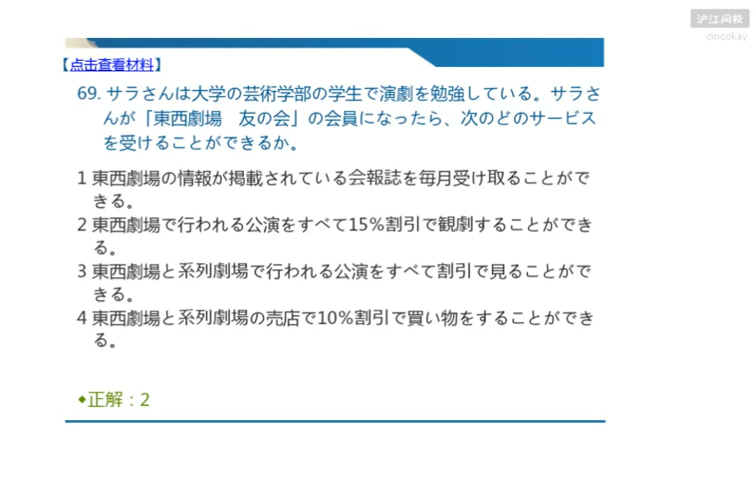 沪江网校
cincokay
【点击查看材料】
69. サラさんは大学の芸術学部の学生で演劇を勉強している。サラさ
んが「東西劇場　友の会」の会員になったら、次のどのサービス
を受けることができるか。
1 東西劇場の情報が掲載されている会報誌を毎月受け取ることがで
きる。
2 東西劇場で行われる公演をすべて15%割引で観劇することができ
る。
3 東西劇場と系列劇場で行われる公演をすべて割引で見ることがで
きる。
4 東西劇場と系列劇場の売店で10%割引で買い物をすることができ
る。
◆正解：2